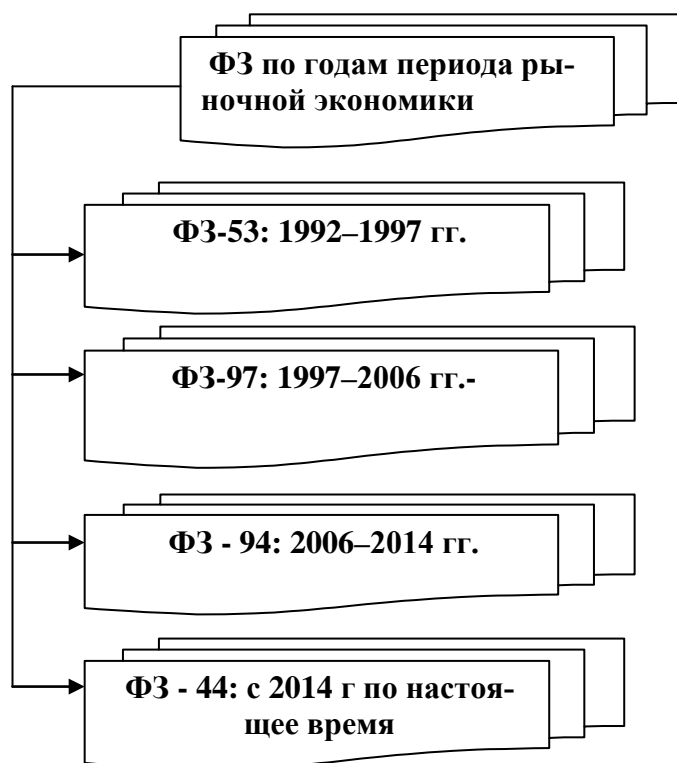 ФЗ по годам периода ры-
ночной экономики
ФЗ-53: 1992–1997 гг.
ФЗ-97: 1997–2006 гг.-
ФЗ - 94: 2006–2014 гг.
ФЗ - 44: с 2014 г по настоя-
щее время